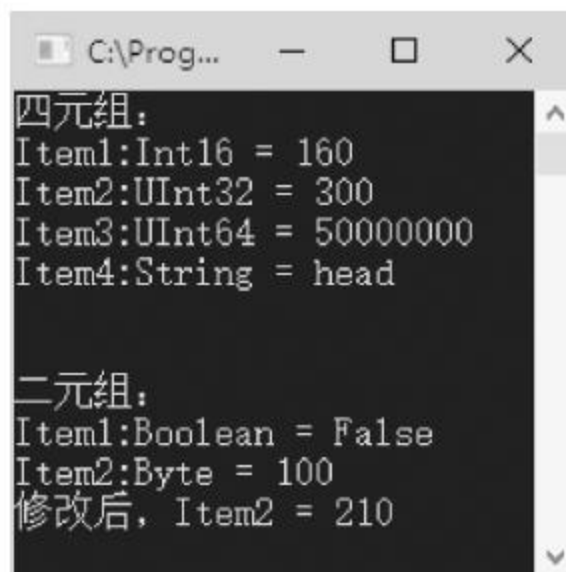 C:\Prog...
四元组：
Item1:Int16 = 160
Item2:UInt32 = 300
Item3:UInt64 = 50000000
Item4:String = head
二元组：
Item1:Boolean = False
Item2:Byte = 100
修改后，Item2 = 210